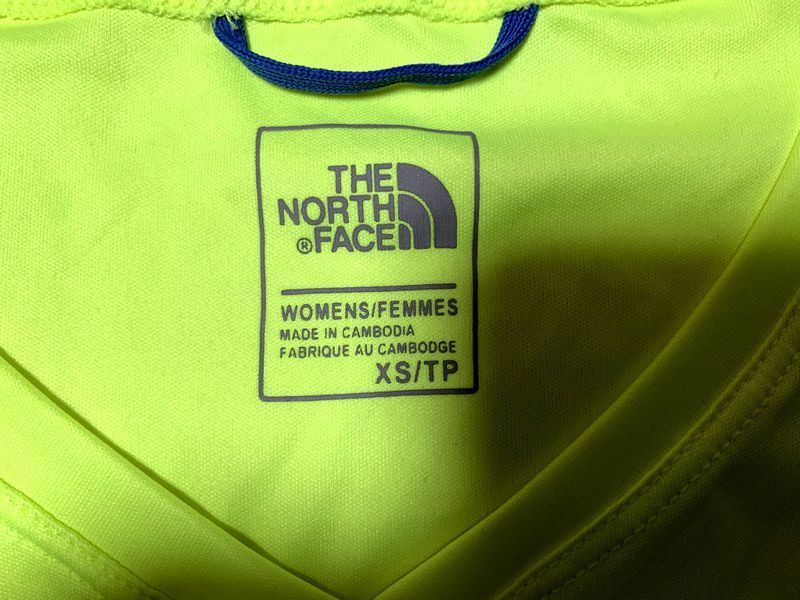 THE
NORTH
®FACE
WOMENS/FEMMES
MADE IN CAMBODIA
FABRIQUE AU CAMBODGE
XS/TP